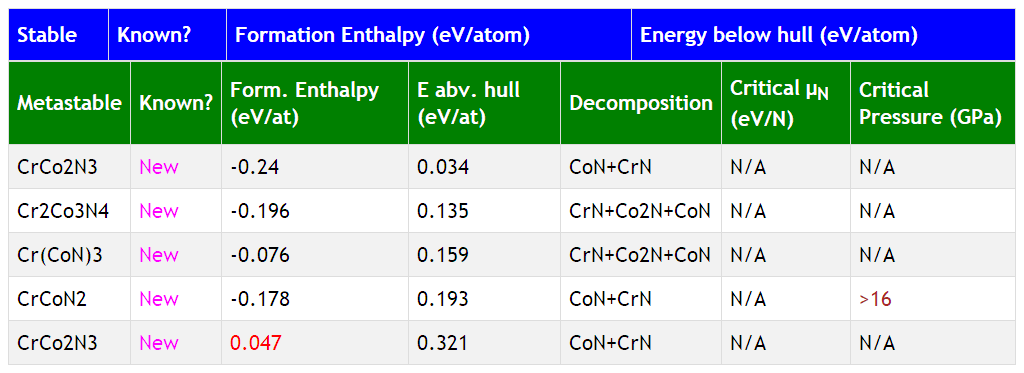 Stable Known? Formation Enthalpy (eV/atom) Energy below hull (eV/atom)
Metastable Known? Form. Enthalpy (eV/at) E abv. hull (eV/at) Decomposition Critical μN (eV/N) Critical Pressure (GPa)
CrCo2N3 New -0.24 0.034 CoN+CrN N/A N/A
Cr2Co3N4 New -0.196 0.135 CrN+Co2N+CoN N/A N/A
Cr(CoN)3 New -0.076 0.159 CrN+Co2N+CoN N/A N/A
CrCoN2 New -0.178 0.193 CoN+CrN N/A >16
CrCo2N3 New 0.047 0.321 CoN+CrN N/A N/A